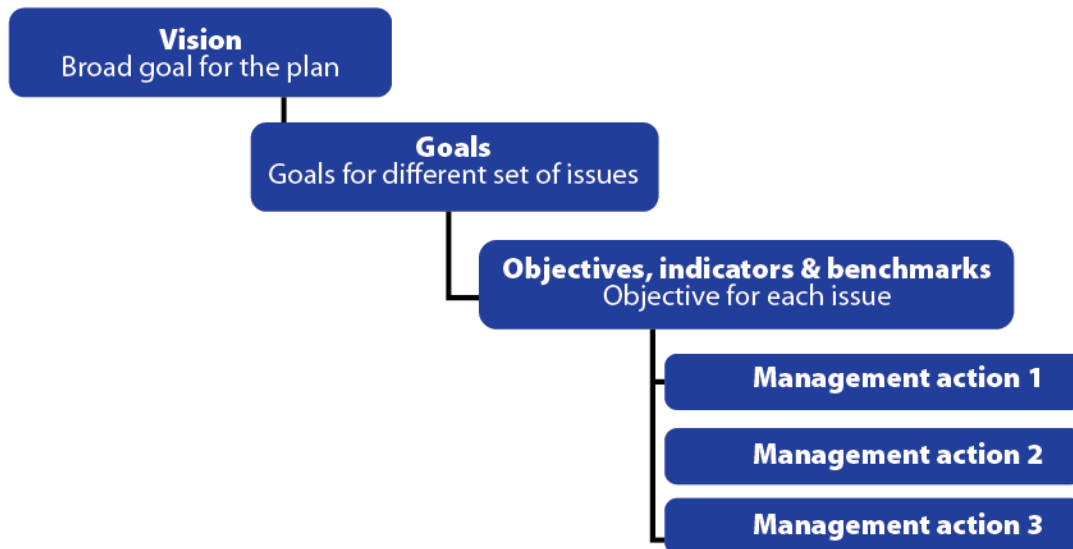 Vision
Broad goal for the plan
Goals
Goals for different set of issues
Objectives, indicators & benchmarks
Objective for each issue
Management action 1
Management action 2
Management action 3